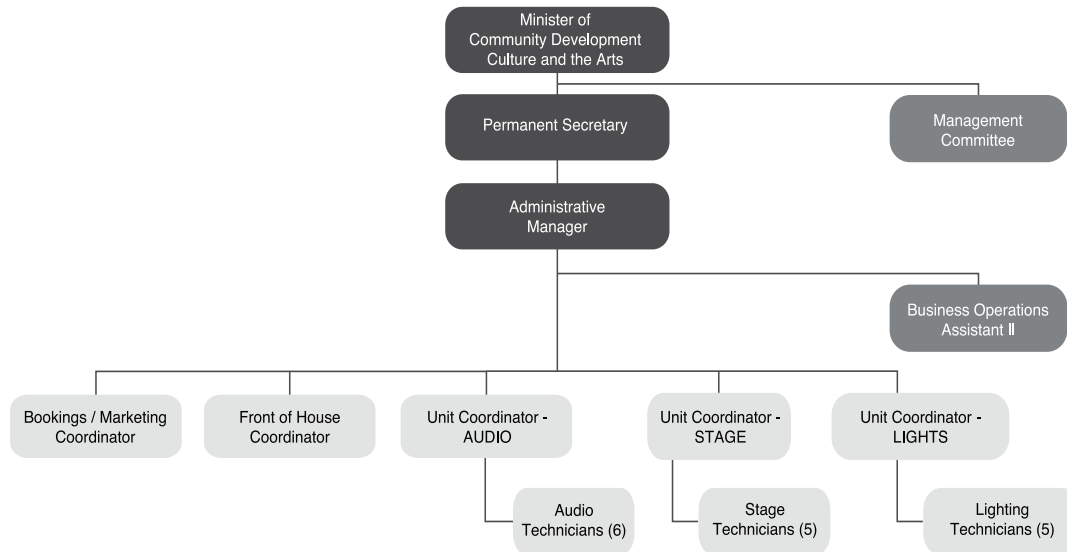 Minister of
Community Development
Culture and the Arts
Permanent Secretary
Management
Committee
Administrative
Manager
Business Operations
Assistant II
Bookings / Marketing
Coordinator
Front of House
Coordinator
Unit Coordinator -
AUDIO
Unit Coordinator -
STAGE
Unit Coordinator -
LIGHTS
Audio
Technicians (6)
Stage
Technicians (5)
Lighting
Technicians (5)